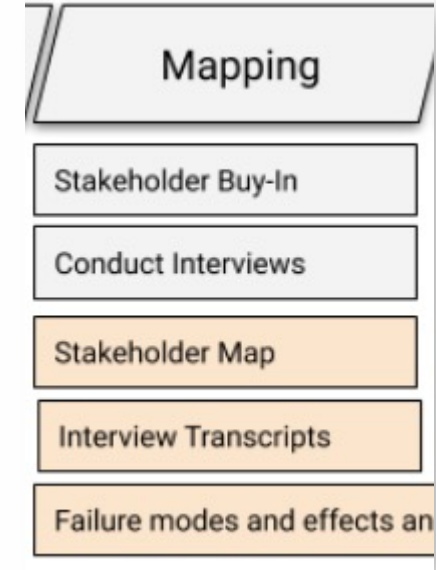 Mapping
Stakeholder Buy-In
Conduct Interviews
Stakeholder Map
Interview Transcripts
Failure modes and effects an